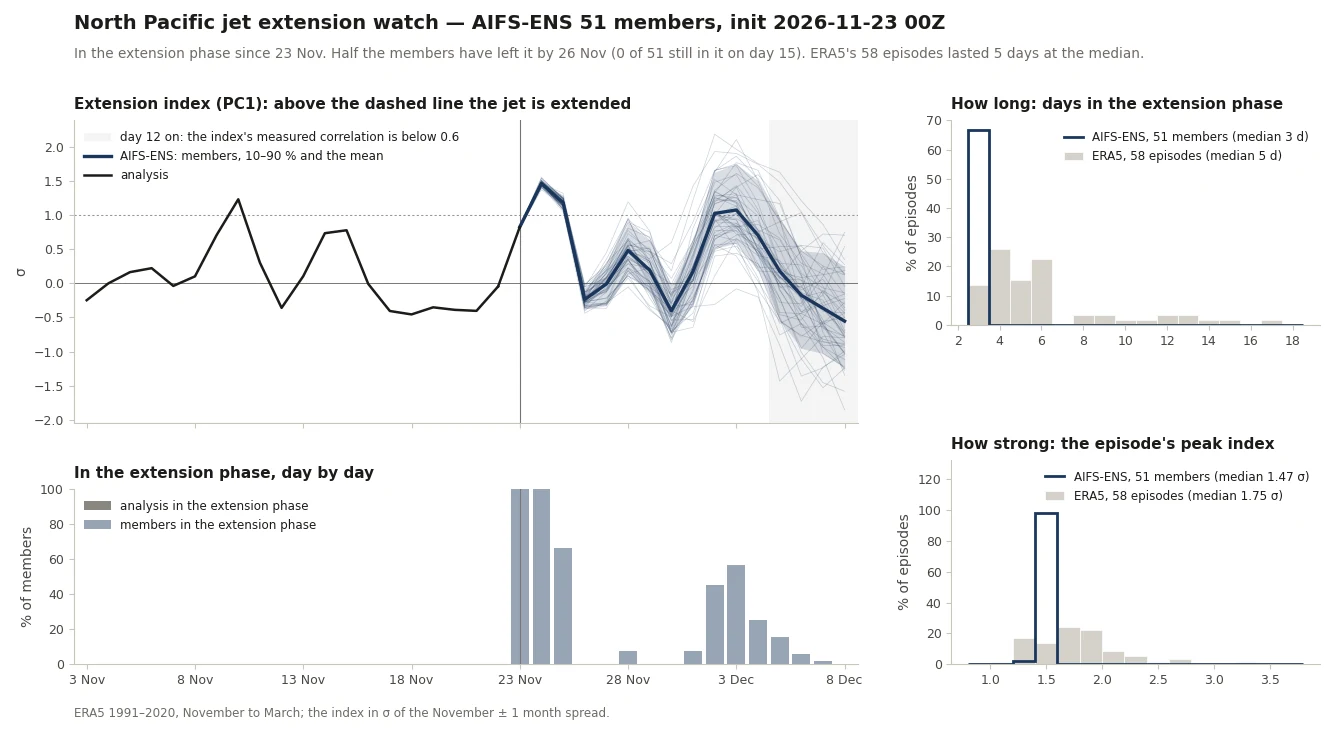 North Pacific jet extension watch — AIFS-ENS 51 members, init 2026-11-23 00Z
In the extension phase since 23 Nov. Half the members have left it by 26 Nov (0 of 51 still in it on day 15). ERA5's 58 episodes lasted 5 days at the median.
Extension index (PC1): above the dashed line the jet is extended
day 12 on: the index's measured correlation is below 0.6
AIFS-ENS: members, 10–90 % and the mean
analysis
σ
2.0
1.5
1.0
0.5
0.0
−0.5
−1.0
−1.5
−2.0
How long: days in the extension phase
AIFS-ENS, 51 members (median 3 d)
ERA5, 58 episodes (median 5 d)
% of episodes
70
60
50
40
30
20
10
0
2 4 6 8 10 12 14 16 18
In the extension phase, day by day
analysis in the extension phase
members in the extension phase
% of members
100
80
60
40
20
0
3 Nov 8 Nov 13 Nov 18 Nov 23 Nov 28 Nov 3 Dec 8 Dec
How strong: the episode's peak index
AIFS-ENS, 51 members (median 1.47 σ)
ERA5, 58 episodes (median 1.75 σ)
% of episodes
120
100
80
60
40
20
0
1.0 1.5 2.0 2.5 3.0 3.5
ERA5 1991–2020, November to March; the index in σ of the November ± 1 month spread.